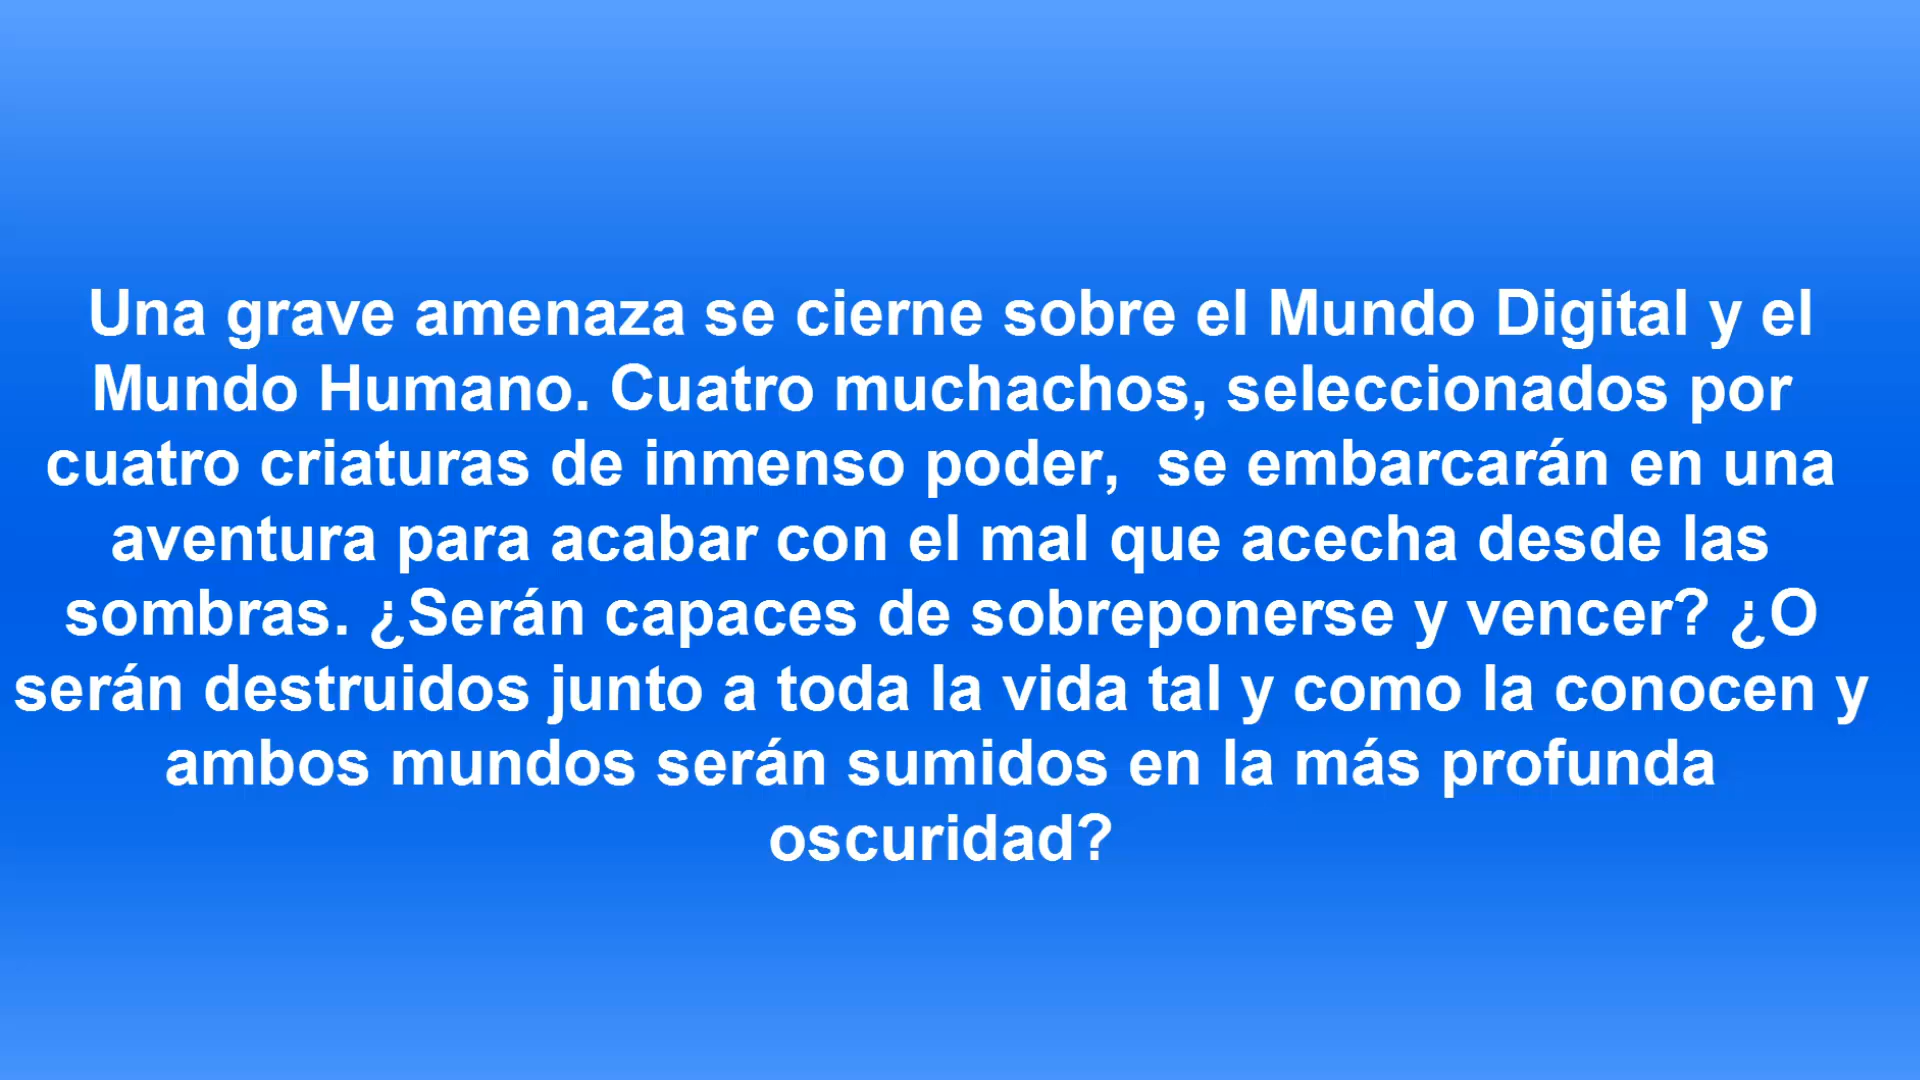 Una grave amenaza se cierne sobre el Mundo Digital y el
Mundo Humano. Cuatro muchachos, seleccionados por
cuatro criaturas de inmenso poder,  se embarcarán en una
aventura para acabar con el mal que acecha desde las
sombras. ¿Serán capaces de sobreponerse y vencer? ¿O
serán destruidos junto a toda la vida tal y como la conocen y
ambos mundos serán sumidos en la más profunda
oscuridad?